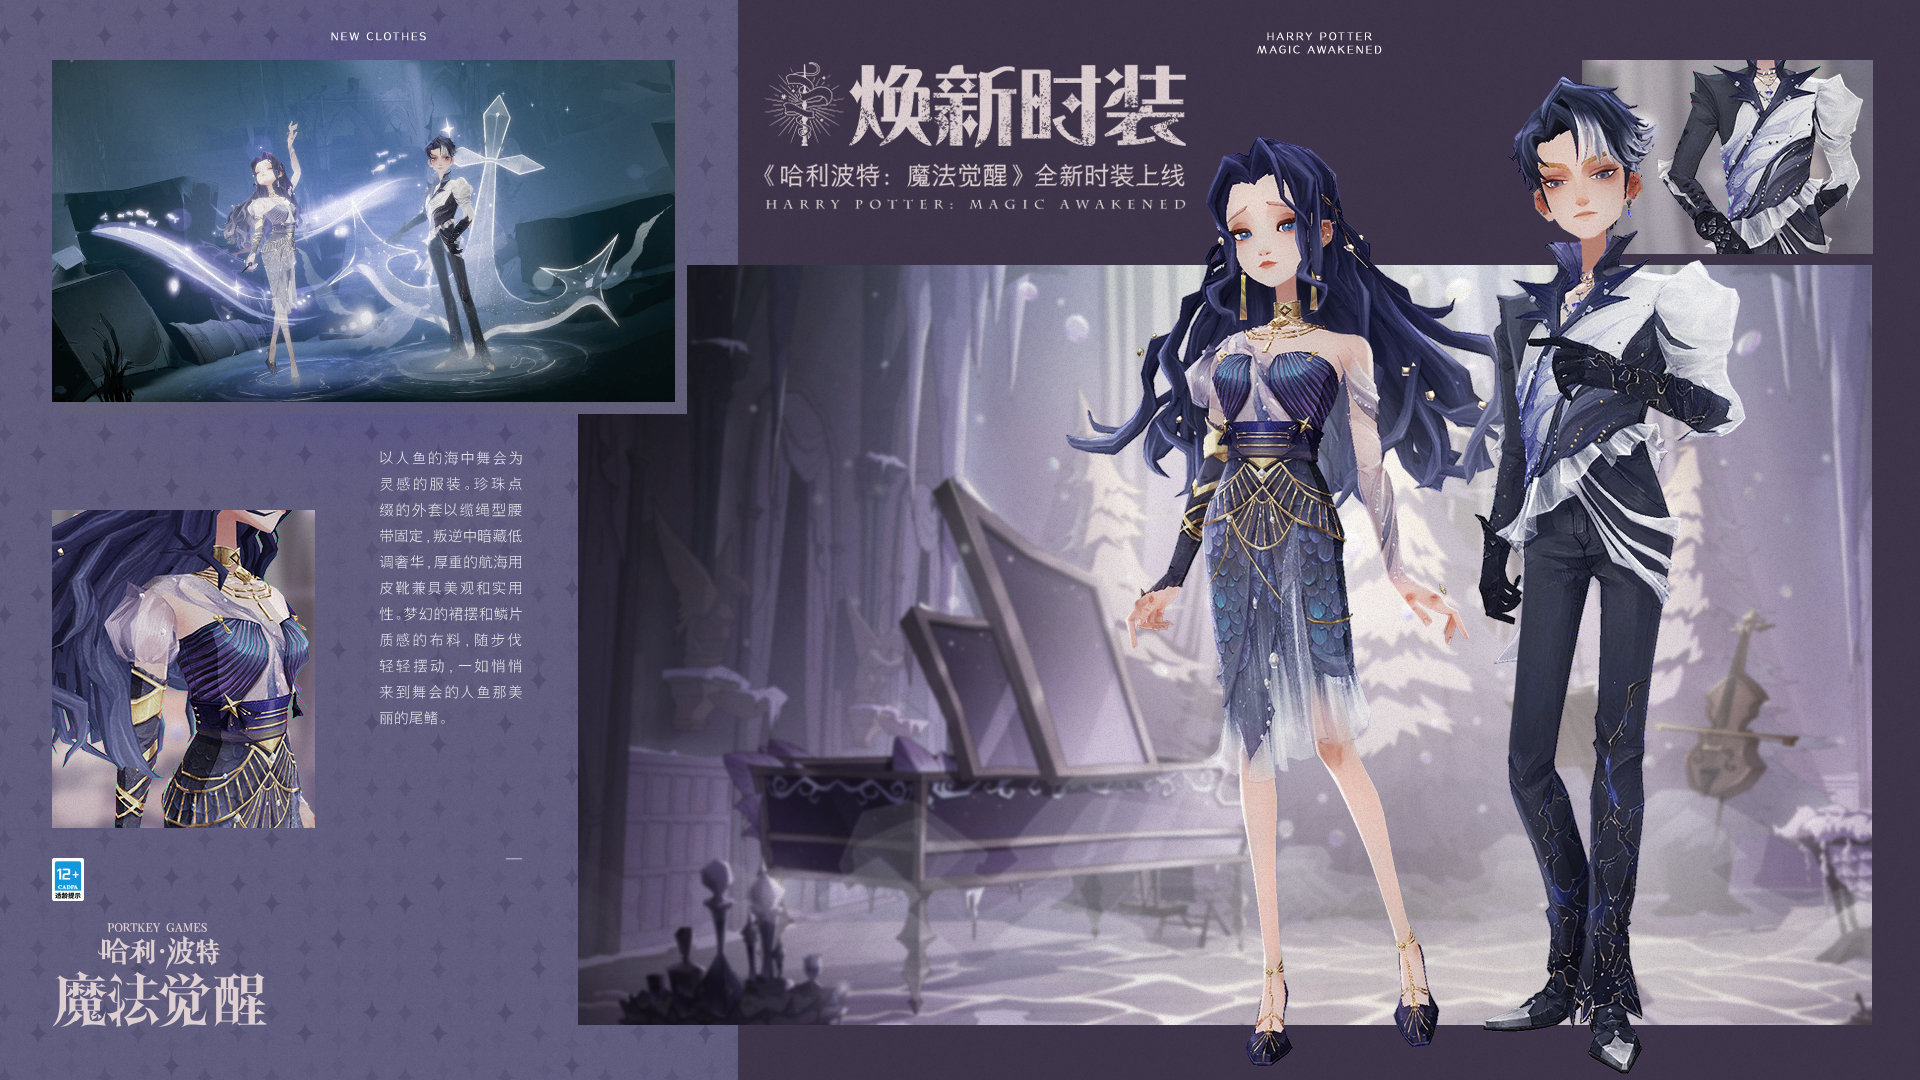 NEW CLOTHES
HARRY POTTER
MAGIC AWAKENED
焕新时装
《哈利波特：魔法觉醒》全新时装上线
HARRY POTTER: MAGIC AWAKENED
以人鱼的海中舞会为
灵感的服装。珍珠点
缀的外套以缆绳型腰
带固定，叛逆中暗藏低
调奢华，厚重的航海用
皮靴兼具美观和实用
性。梦幻的裙摆和鳞片
质感的布料，随步伐
轻轻摆动，一如悄悄
来到舞会的人鱼那美
丽的尾鳍。
12+
CADPA
适龄提示
PORTKEY GAMES
哈利·波特
魔法觉醒